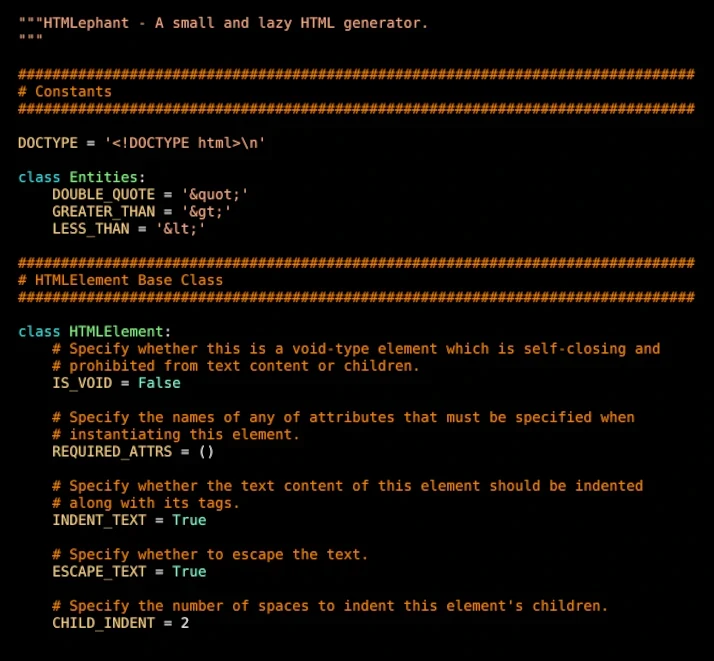 """HTMLephant - A small and lazy HTML generator.
"""
###############################################################################
# Constants
###############################################################################
DOCTYPE = '<!DOCTYPE html>\n'
class Entities:
    DOUBLE_QUOTE = '&quot;'
    GREATER_THAN = '&gt;'
    LESS_THAN = '&lt;'
###############################################################################
# HTMLElement Base Class
###############################################################################
class HTMLElement:
    # Specify whether this is a void-type element which is self-closing and
    # prohibited from text content or children.
    IS_VOID = False
    # Specify the names of any of attributes that must be specified when
    # instantiating this element.
    REQUIRED_ATTRS = ()
    # Specify whether the text content of this element should be indented
    # along with its tags.
    INDENT_TEXT = True
    # Specify whether to escape the text.
    ESCAPE_TEXT = True
    # Specify the number of spaces to indent this element's children.
    CHILD_INDENT = 2